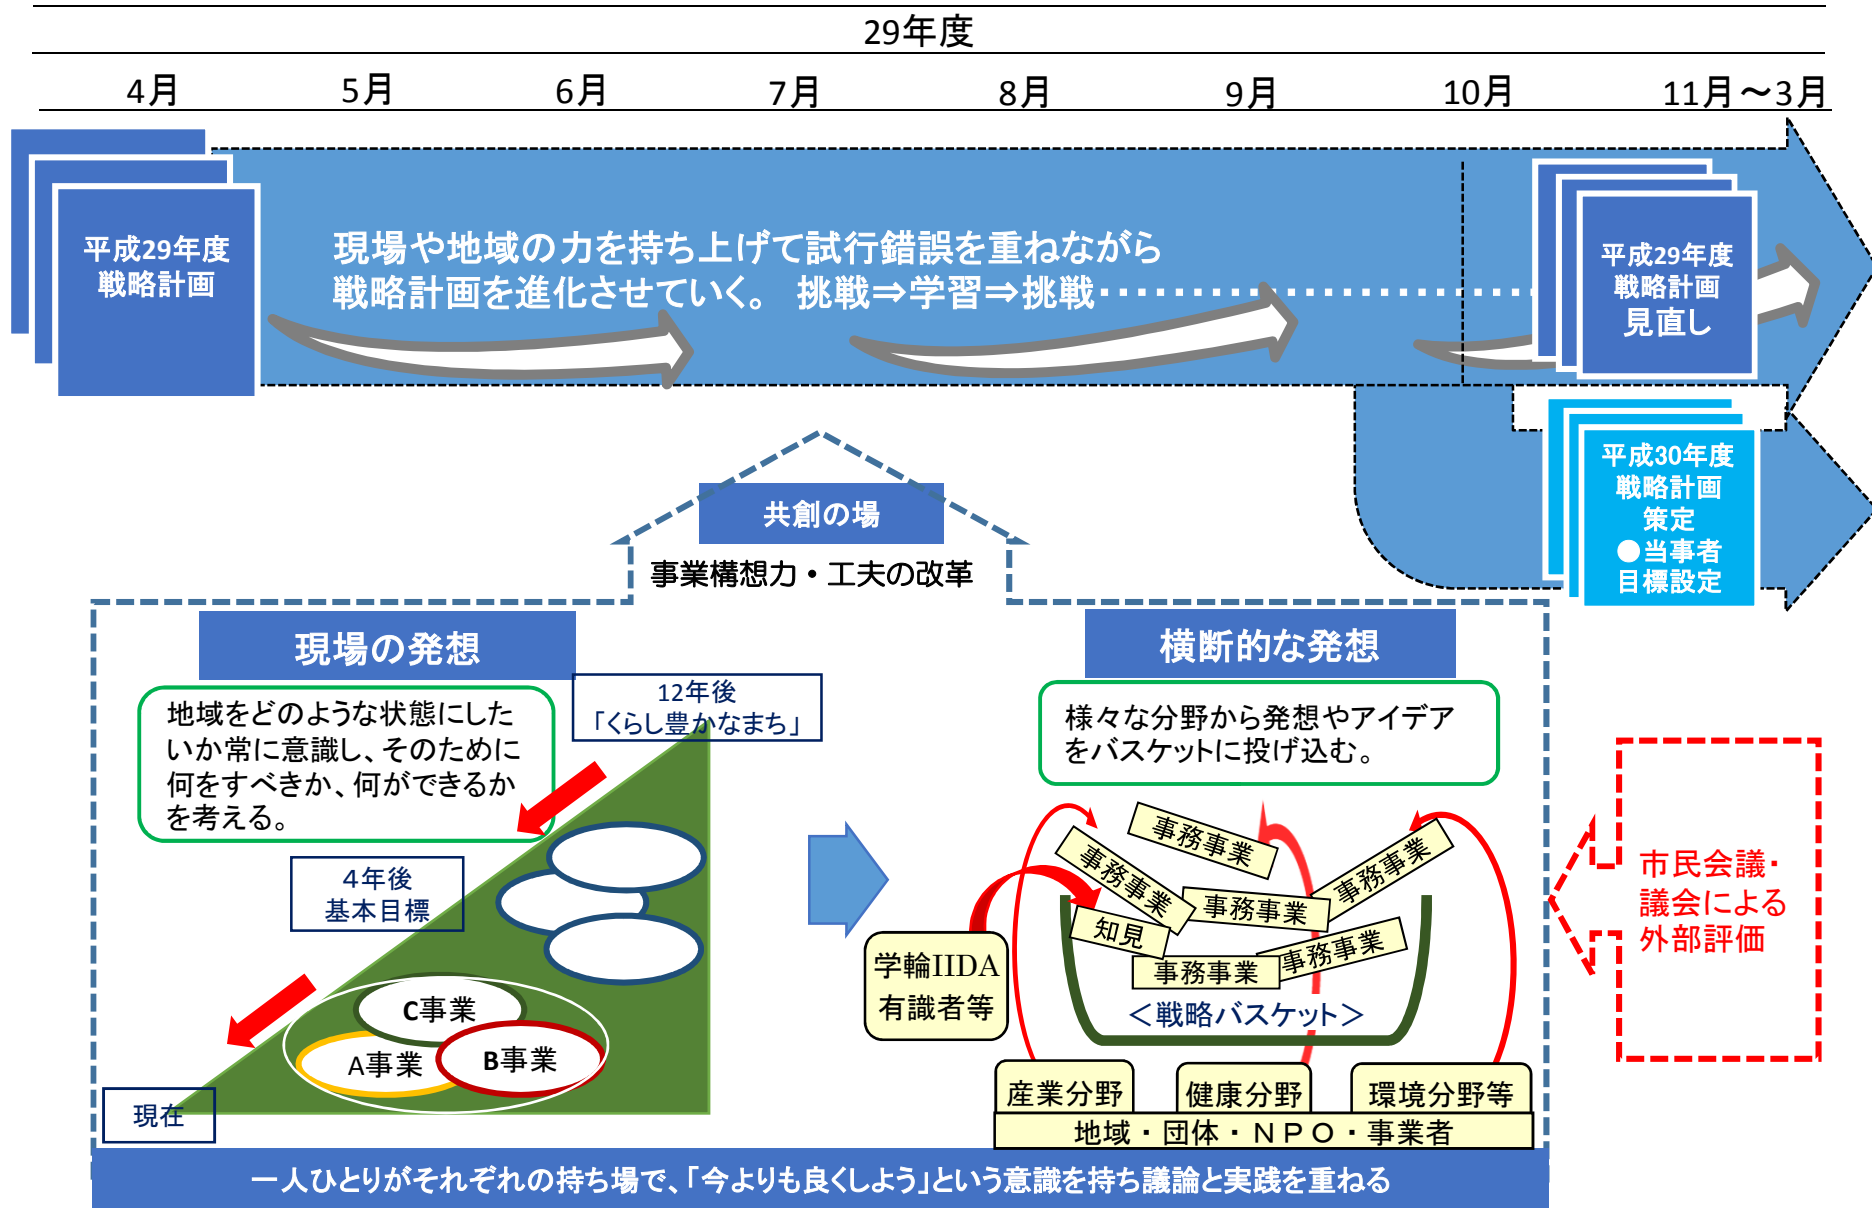 29年度
4月 5月 6月 7月 8月 9月 10月 11月～3月
平成29年度
戦略計画
現場や地域の力を持ち上げて試行錯誤を重ねながら
戦略計画を進化させていく。 挑戦⇒学習⇒挑戦
平成29年度
戦略計画
見直し
平成30年度
戦略計画
策定
●当事者
目標設定
共創の場
事業構想力・工夫の改革
現場の発想
地域をどのような状態にした
いか常に意識し、そのために
何をすべきか、何ができるか
を考える。
12年後
「くらし豊かなまち」
４年後
基本目標
C事業
A事業
B事業
現在
横断的な発想
様々な分野から発想やアイデア
をバスケットに投げ込む。
事務事業
事務事業
事務事業
事務事業
知見
事務事業
事務事業
＜戦略バスケット＞
学輪IIDA
有識者等
産業分野
健康分野
環境分野等
地域・団体・ＮＰＯ・事業者
市民会議・
議会による
外部評価
一人ひとりがそれぞれの持ち場で、「今よりも良くしよう」という意識を持ち議論と実践を重ねる